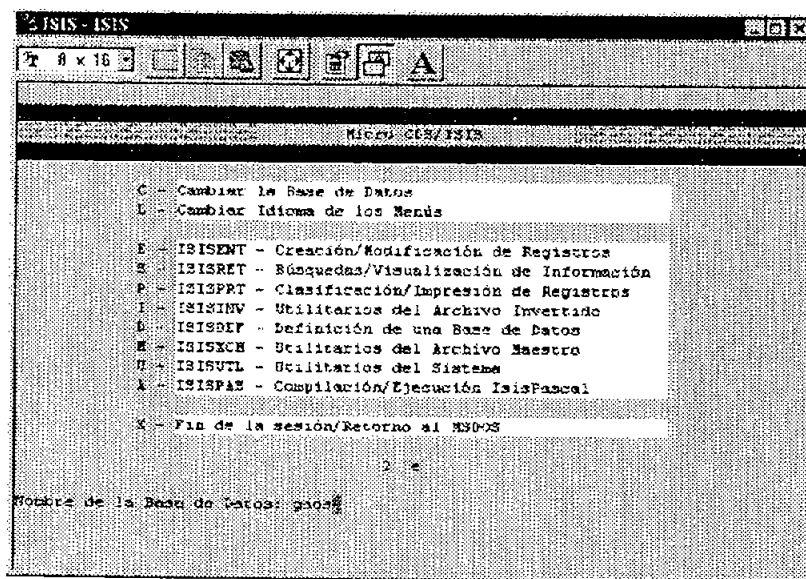 ISIS - ISIS
8 x 16
A
Micro CDS/ISIS
C - Cambiar la Base de Datos
L - Cambiar Idioma de los Menús
E - ISISENT - Creación/Modificación de Registros
S - ISISRET - Búsquedas/Visualización de Información
P - ISISPRT - Clasificación/Impresión de Registros
I - ISISINV - Utilitarios del Archivo Invertido
D - ISISDEF - Definición de una Base de Datos
M - ISISXCH - Utilitarios del Archivo Maestro
U - ISISUTL - Utilitarios del Sistema
A - ISISPAS - Compilación/Ejecución IsisPascal
X - Fin de la sesión/Retorno al MSDOS
?
Nombre de la Base de Datos: gaos